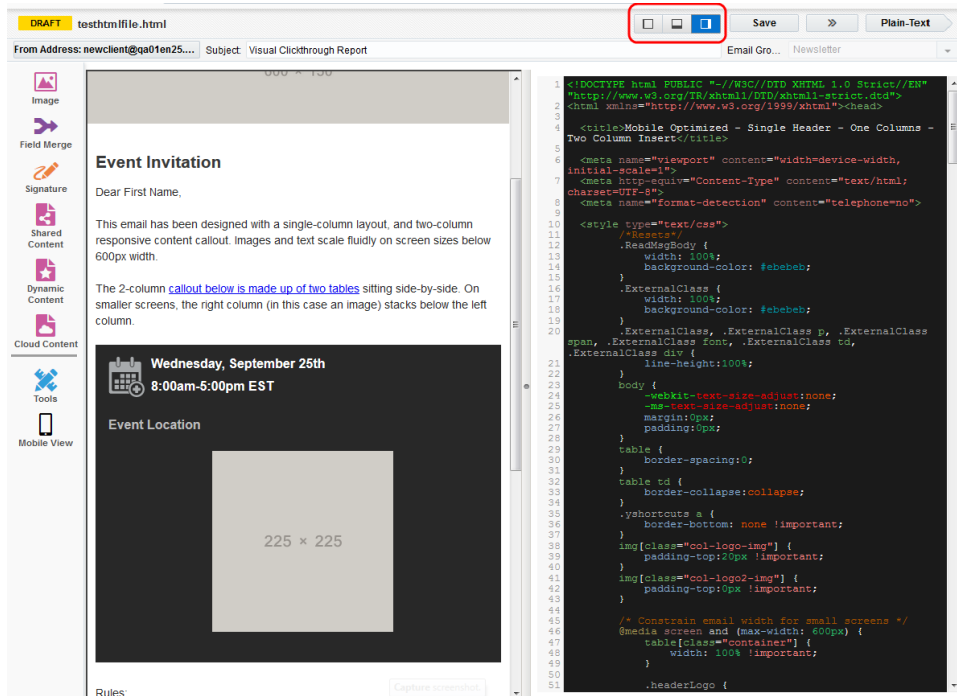 DRAFT testhtmlfile.html
Save
»
Plain-Text
From Address: newclient@qa01en25....
Subject: Visual Clickthrough Report
Email Gro... Newsletter
Image
Field Merge
Signature
Shared
Content
Dynamic
Content
Cloud Content
Tools
Mobile View
600 × 150
Event Invitation
Dear First Name,
This email has been designed with a single-column layout, and two-column
responsive content callout. Images and text scale fluidly on screen sizes below
600px width.
The 2-column callout below is made up of two tables sitting side-by-side. On
smaller screens, the right column (in this case an image) stacks below the left
column.
Wednesday, September 25th
8:00am-5:00pm EST
Event Location
225 × 225
Rules:
Capture screenshot.
1 <!DOCTYPE html PUBLIC "-//W3C//DTD XHTML 1.0 Strict//EN"
"http://www.w3.org/TR/xhtml1/DTD/xhtml1-strict.dtd">
2 <html xmlns="http://www.w3.org/1999/xhtml"><head>
3
4 <title>Mobile Optimized - Single Header - One Columns -
Two Column Insert</title>
5
6 <meta name="viewport" content="width=device-width,
initial-scale=1">
7 <meta http-equiv="Content-Type" content="text/html;
charset=UTF-8">
8 <meta name="format-detection" content="telephone=no">
9
10 <style type="text/css">
11 /*Resets*/
12 .ReadMsgBody {
13 width: 100%;
14 background-color: #ebebeb;
15 }
16 .ExternalClass {
17 width: 100%;
18 background-color: #ebebeb;
19 }
20 .ExternalClass, .ExternalClass p, .ExternalClass
span, .ExternalClass font, .ExternalClass td,
.ExternalClass div {
21 line-height:100%;
22 }
23 body {
24 -webkit-text-size-adjust:none;
25 -ms-text-size-adjust:none;
26 margin:0px;
27 padding:0px;
28 }
29 table {
30 border-spacing:0;
31 }
32 table td {
33 border-collapse:collapse;
34 }
35 .yshortcuts a {
36 border-bottom: none !important;
37 }
38 img[class="col-logo-img"] {
39 padding-top:20px !important;
40 }
41 img[class="col-logo2-img"] {
42 padding-top:0px !important;
43 }
44
45 /* Constrain email width for small screens */
46 @media screen and (max-width: 600px) {
47 table[class="container"] {
48 width: 100% !important;
49 }
50
51 .headerLogo {